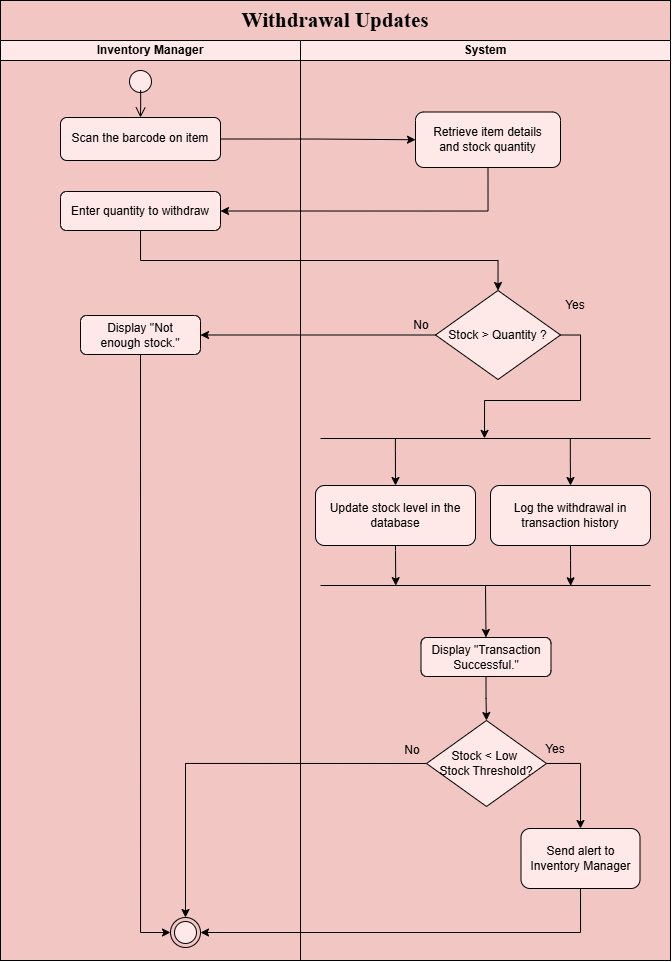 Withdrawal Updates
Inventory Manager
System
Scan the barcode on item
Retrieve item details
and stock quantity
Enter quantity to withdraw
Yes
No
Stock > Quantity ?
Display "Not
enough stock."
Update stock level in the
database
Log the withdrawal in
transaction history
Display "Transaction
Successful."
No
Yes
Stock < Low
Stock Threshold?
Send alert to
Inventory Manager